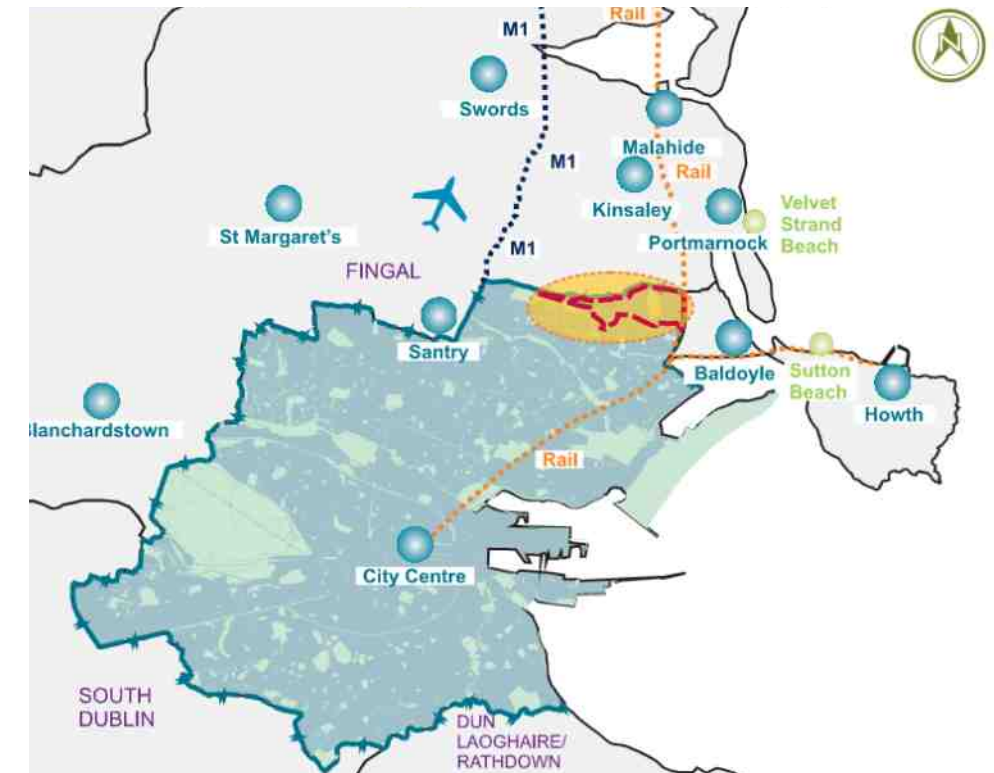 Rail
M1
Swords
Malahide
M1
Rail
Kinsaley
Velvet
Strand
Beach
St Margaret's
Portmarnock
M1
FINGAL
Santry
Baldoyle
Sutton
Beach
Howth
Blanchardstown
Rail
City Centre
SOUTH
DUBLIN
DUN
LAOGHAIRE/
RATHDOWN